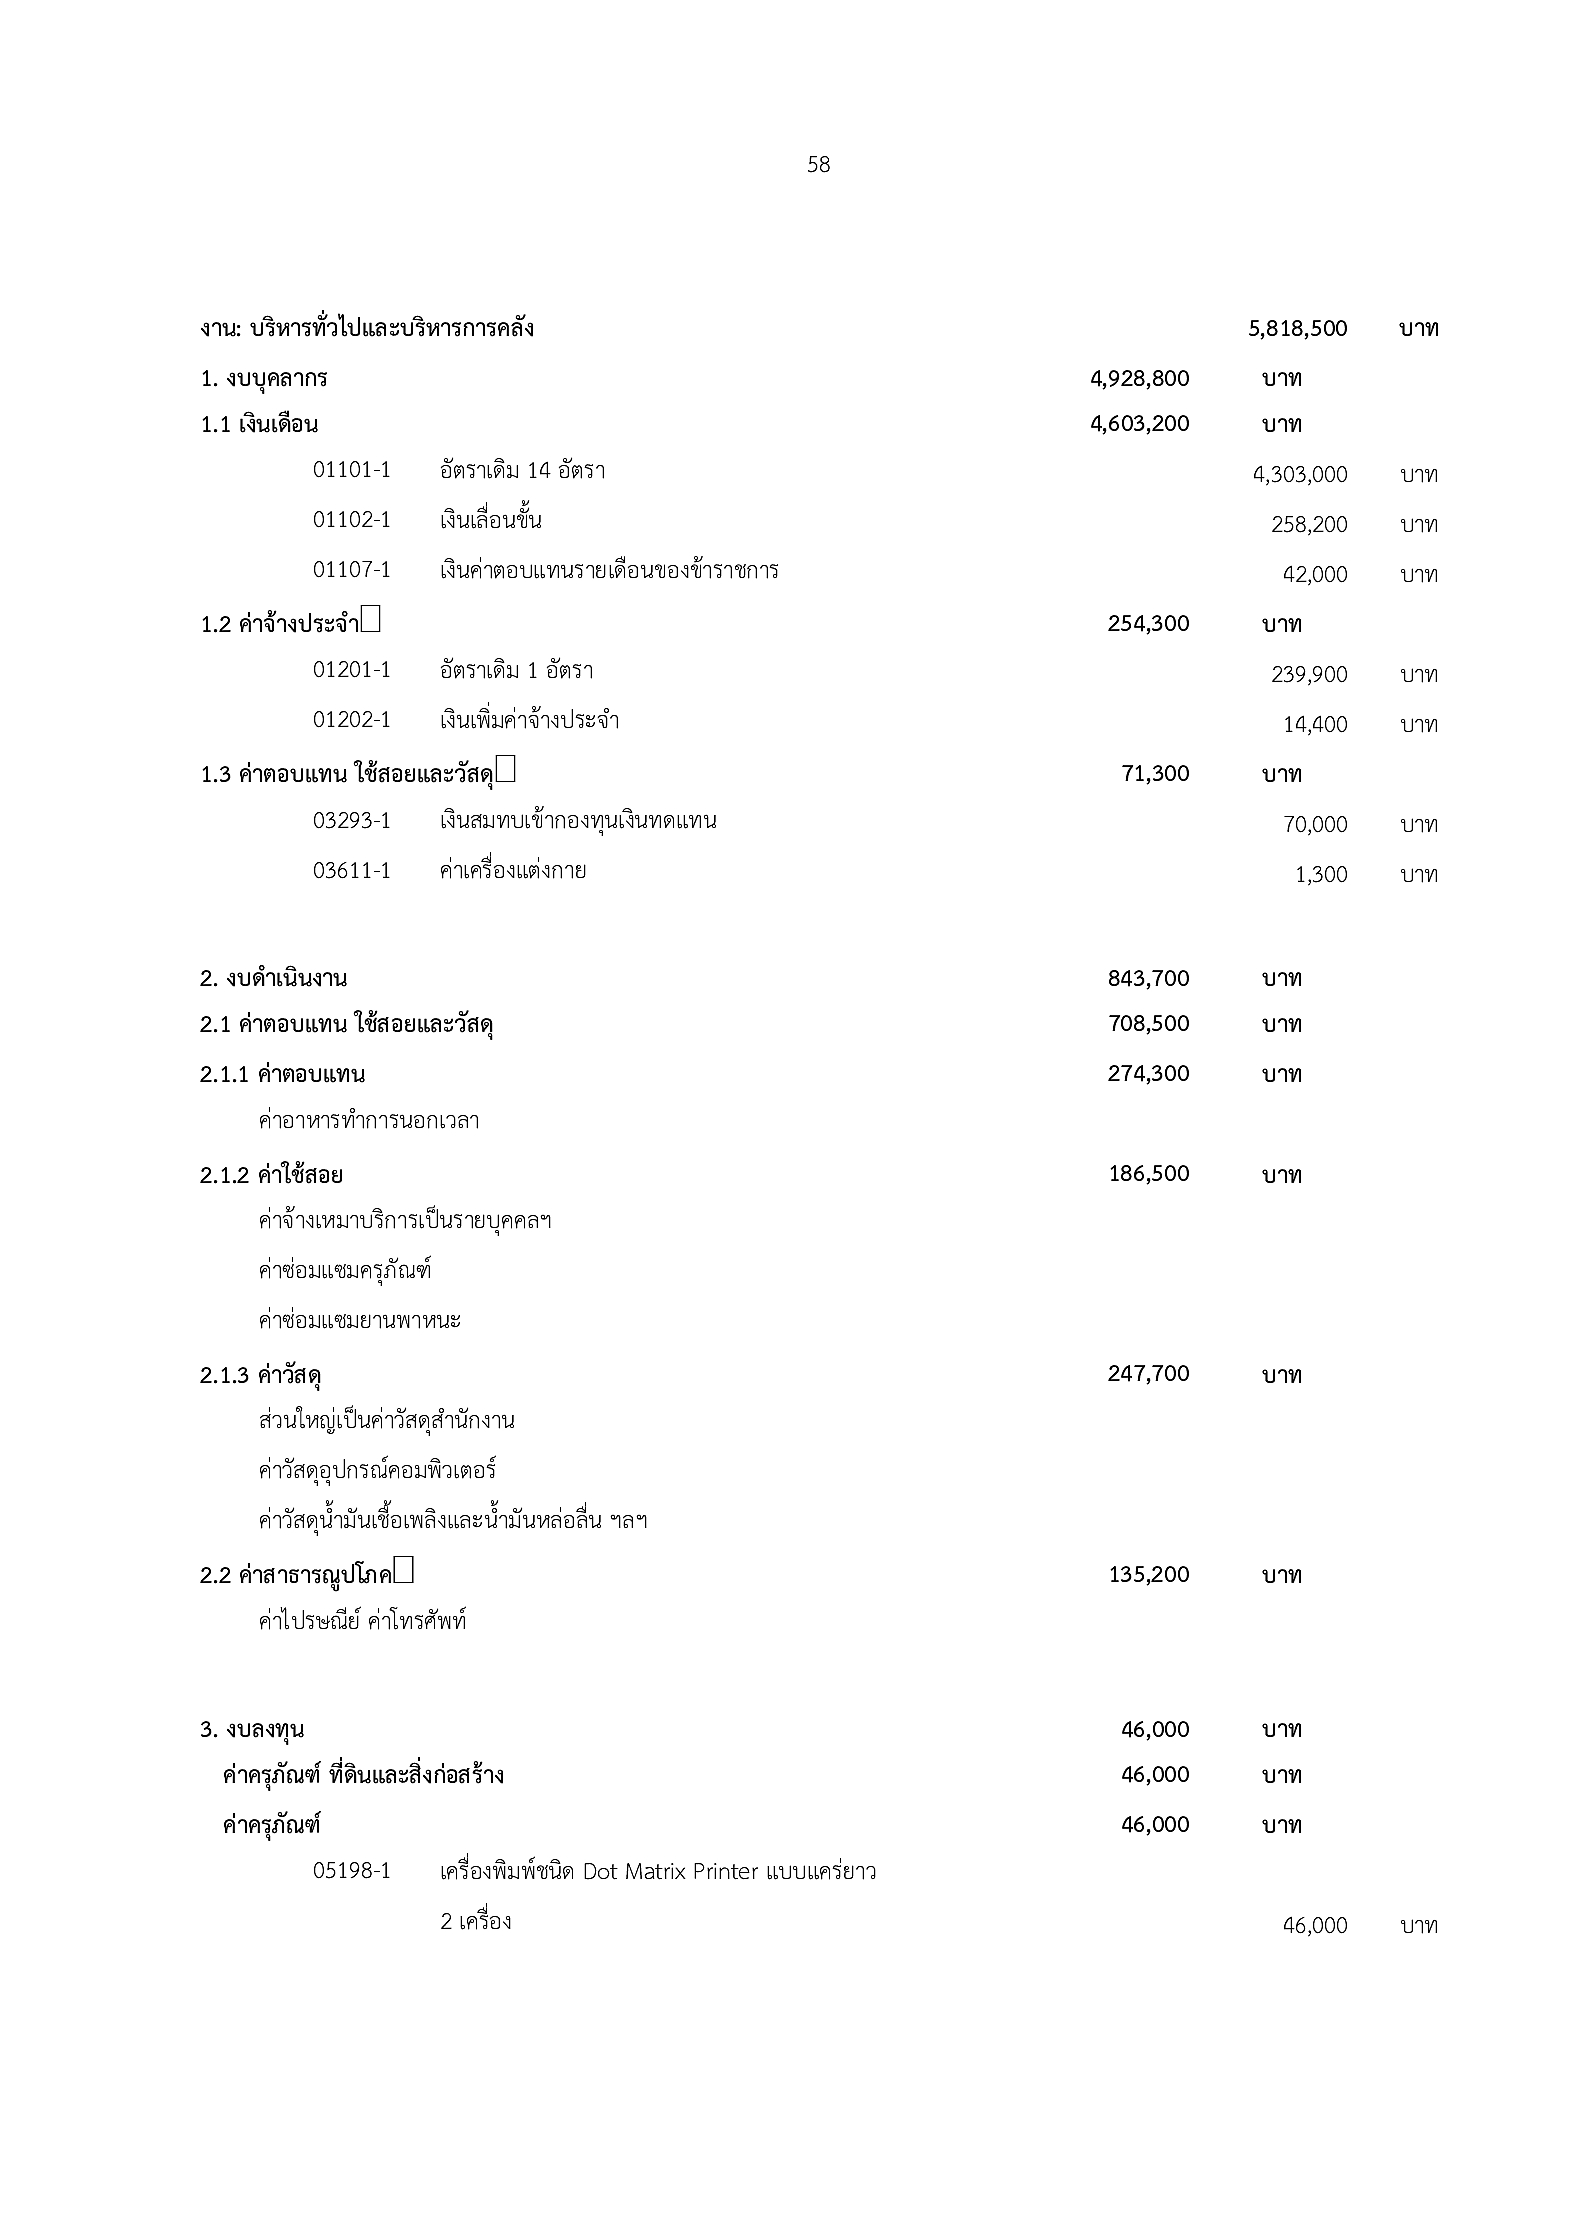 58
งาน: บริหารทั่วไปและบริหารการคลัง 5,818,500 บาท
1. งบบุคลากร 4,928,800 บาท
1.1 เงินเดือน 4,603,200 บาท
01101-1 อัตราเดิม 14 อัตรา 4,303,000 บาท
01102-1 เงินเลื่อนขั้น 258,200 บาท
01107-1 เงินค่าตอบแทนรายเดือนของข้าราชการ 42,000 บาท
1.2 ค่าจ้างประจำ 254,300 บาท
01201-1 อัตราเดิม 1 อัตรา 239,900 บาท
01202-1 เงินเพิ่มค่าจ้างประจำ 14,400 บาท
1.3 ค่าตอบแทน ใช้สอยและวัสดุ 71,300 บาท
03293-1 เงินสมทบเข้ากองทุนเงินทดแทน 70,000 บาท
03611-1 ค่าเครื่องแต่งกาย 1,300 บาท
2. งบดำเนินงาน 843,700 บาท
2.1 ค่าตอบแทน ใช้สอยและวัสดุ 708,500 บาท
2.1.1 ค่าตอบแทน 274,300 บาท
ค่าอาหารทำการนอกเวลา
2.1.2 ค่าใช้สอย 186,500 บาท
ค่าจ้างเหมาบริการเป็นรายบุคคลฯ
ค่าซ่อมแซมครุภัณฑ์
ค่าซ่อมแซมยานพาหนะ
2.1.3 ค่าวัสดุ 247,700 บาท
ส่วนใหญ่เป็นค่าวัสดุสำนักงาน
ค่าวัสดุอุปกรณ์คอมพิวเตอร์
ค่าวัสดุน้ำมันเชื้อเพลิงและน้ำมันหล่อลื่น ฯลฯ
2.2 ค่าสาธารณูปโภค 135,200 บาท
ค่าไปรษณีย์ ค่าโทรศัพท์
3. งบลงทุน 46,000 บาท
ค่าครุภัณฑ์ ที่ดินและสิ่งก่อสร้าง 46,000 บาท
ค่าครุภัณฑ์ 46,000 บาท
05198-1 เครื่องพิมพ์ชนิด Dot Matrix Printer แบบแคร่ยาว
2 เครื่อง 46,000 บาท